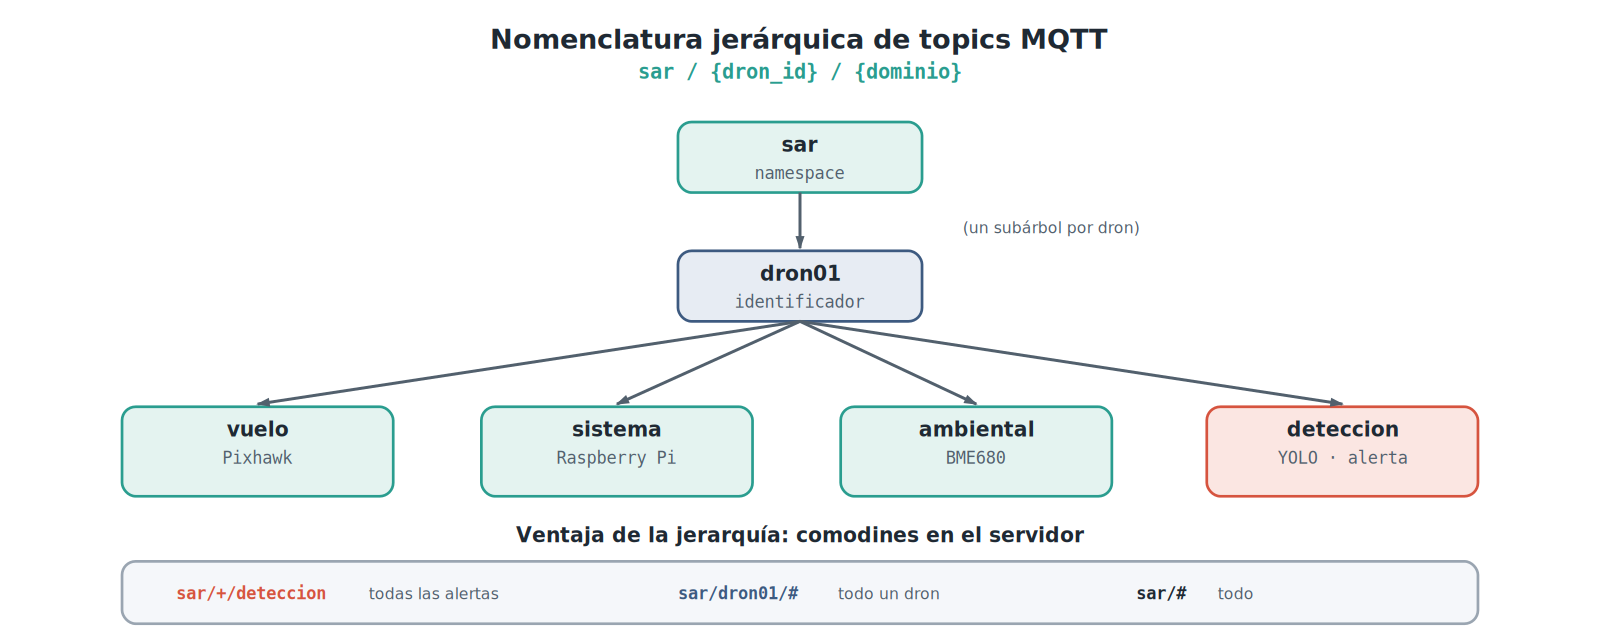 Nomenclatura jerárquica de topics MQTT
sar / {dron_id} / {dominio}
sar
namespace
(un subárbol por dron)
dron01
identificador
vuelo
Pixhawk
sistema
Raspberry Pi
ambiental
BME680
deteccion
YOLO · alerta
Ventaja de la jerarquía: comodines en el servidor
sar/+/deteccion todas las alertas sar/dron01/# todo un dron sar/# todo